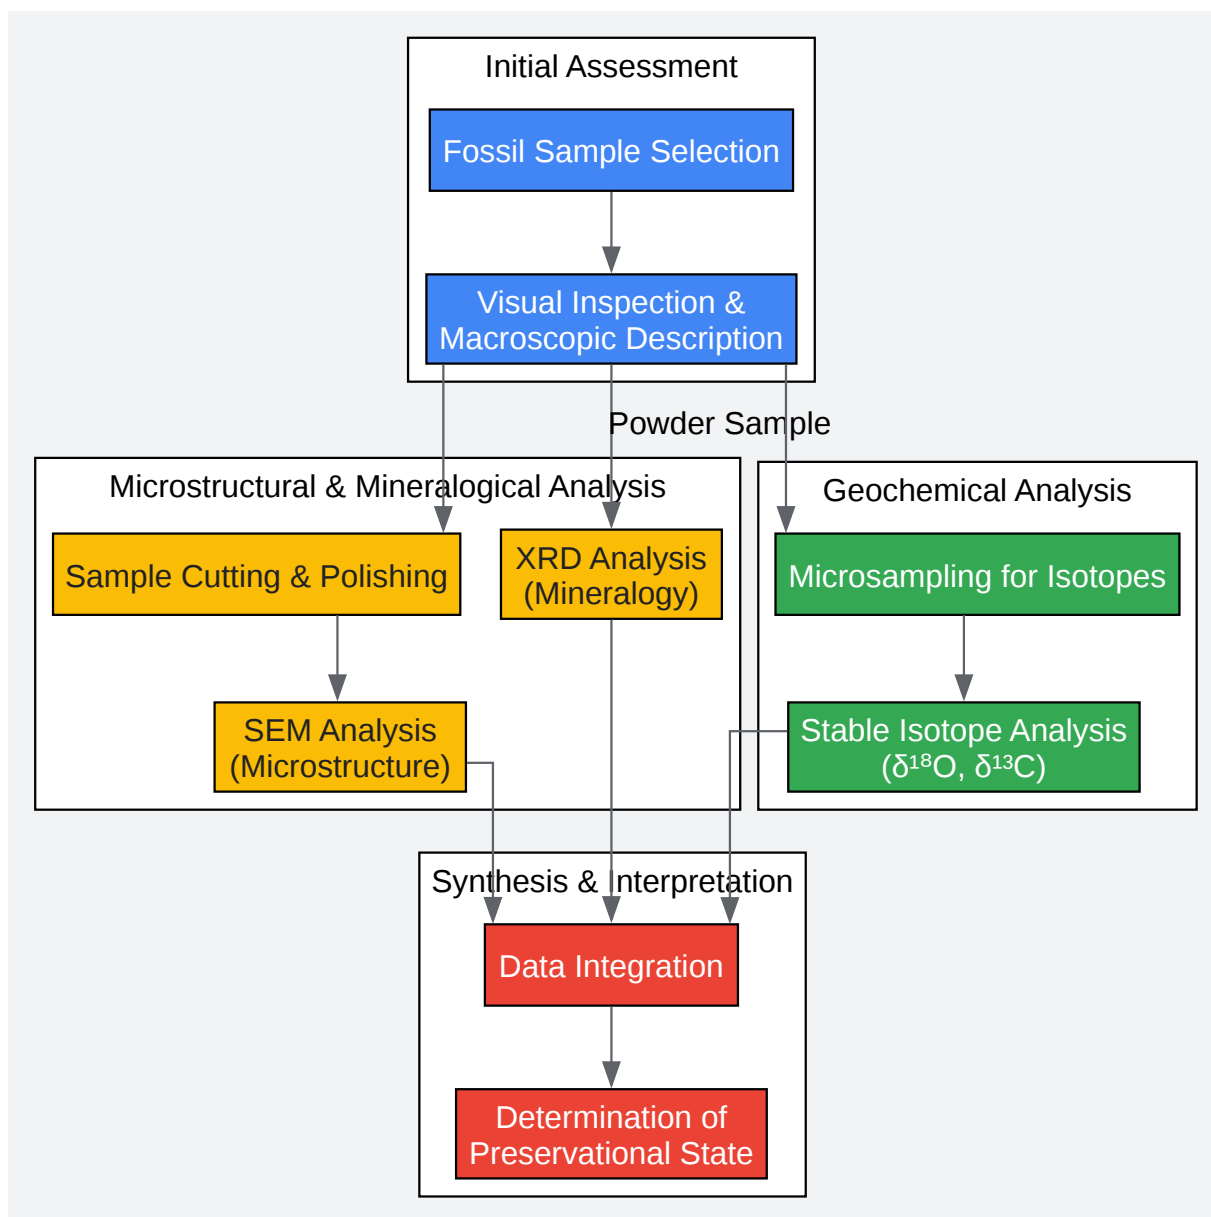 Initial Assessment
Fossil Sample Selection
Visual Inspection &
Macroscopic Description
Powder Sample
Microstructural & Mineralogical Analysis
Sample Cutting & Polishing
XRD Analysis
(Mineralogy)
SEM Analysis
(Microstructure)
Geochemical Analysis
Microsampling for Isotopes
Stable Isotope Analysis
(δ¹⁸O, δ¹³C)
Synthesis & Interpretation
Data Integration
Determination of
Preservational State